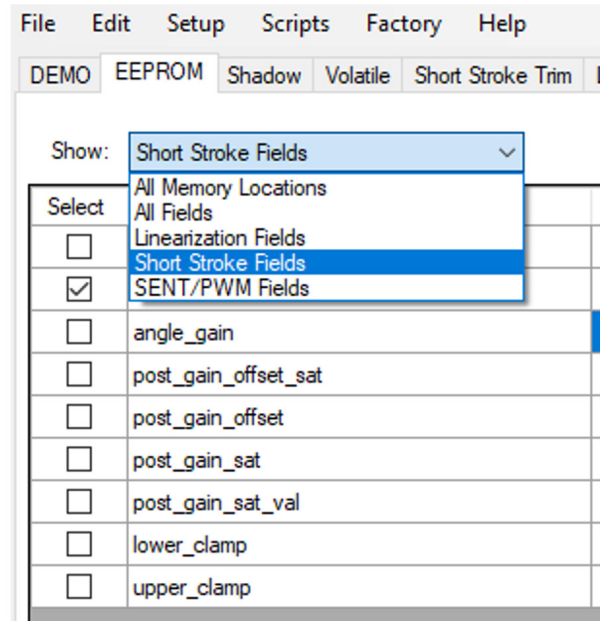 File Edit Setup Scripts Factory Help
DEMO EEPROM Shadow Volatile Short Stroke Trim
Show: Short Stroke Fields
All Memory Locations
Select
All Fields
Linearization Fields
Short Stroke Fields
SENT/PWM Fields
angle_gain
post_gain_offset_sat
post_gain_offset
post_gain_sat
post_gain_sat_val
lower_clamp
upper_clamp